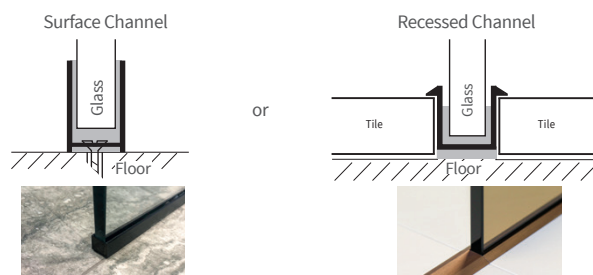 Surface Channel
Glass
Floor
or
Recessed Channel
Glass
Tile
Tile
Floor